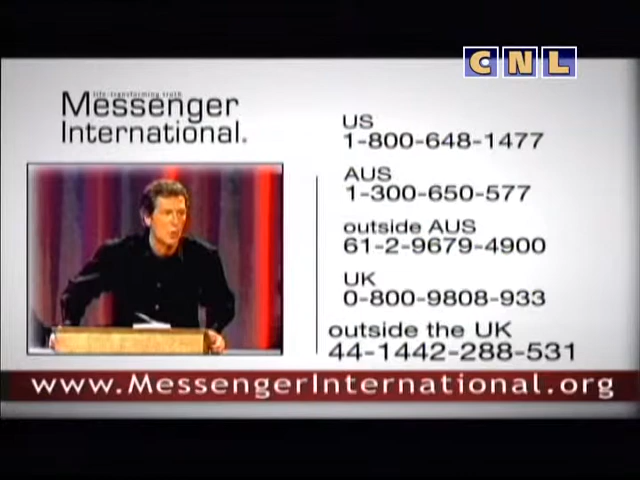 CNL
life-transforming truth
Messenger
International.
US
1-800-648-1477
AUS
1-300-650-577
outside AUS
61-2-9679-4900
UK
0-800-9808-933
outside the UK
44-1442-288-531
www.MessengerInternational.org